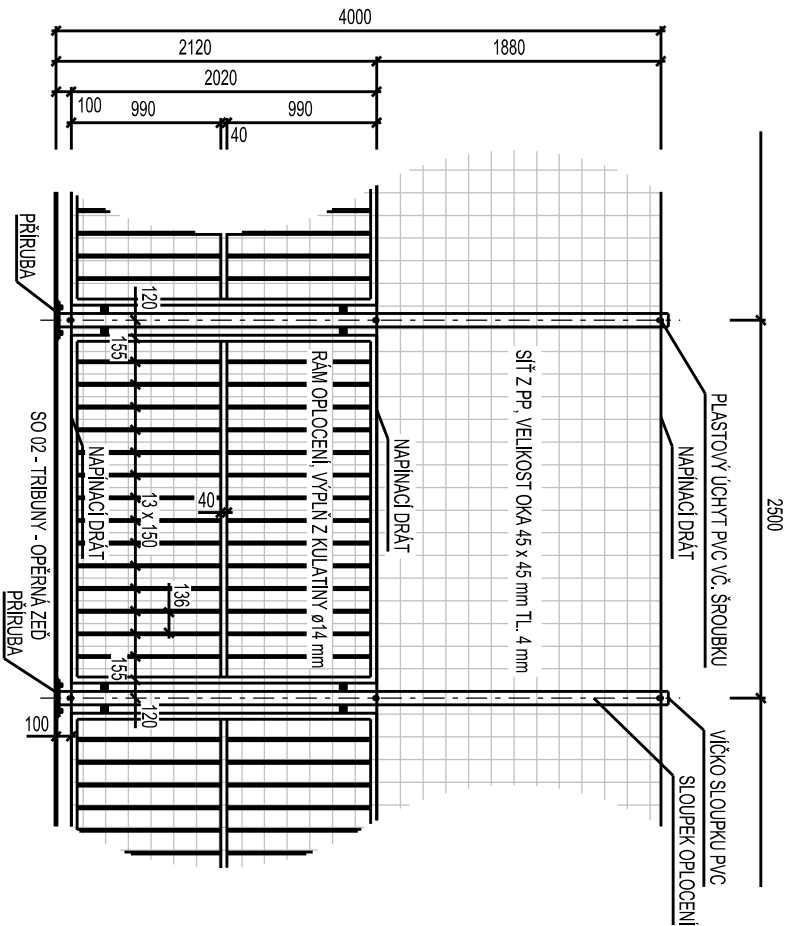 4000
2120
1880
2020
100
990
990
40
2500
PLASTOVÝ ÚCHYT PVC VČ. ŠROUBKU
NAPÍNACÍ DRÁT
SÍŤ Z PP, VELIKOST OKA 45 x 45 mm TL. 4 mm
NAPÍNACÍ DRÁT
RÁM OPLOCENÍ, VÝPLŇ Z KULATINY ø14 mm
PŘÍRUBA
120
155
40
13 x 150
136
155
120
NAPÍNACÍ DRÁT
SO 02 - TRIBUNY - OPĚRNÁ ZEĎ
PŘÍRUBA
100
VÍČKO SLOUPKU PVC
SLOUPEK OPLOCENÍ